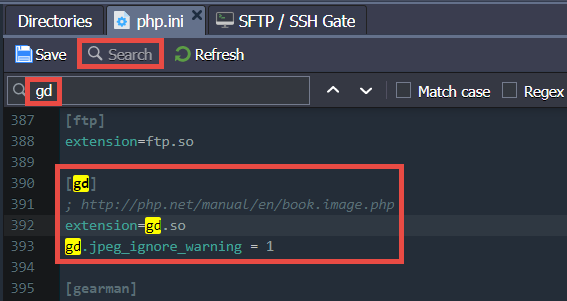 Directories php.ini SFTP / SSH Gate
Save Search Refresh
gd Match case Regex
387 [ftp]
388 extension=ftp.so
389
390 [gd]
391 ; http://php.net/manual/en/book.image.php
392 extension=gd.so
393 gd.jpeg_ignore_warning = 1
394
395 [gearman]